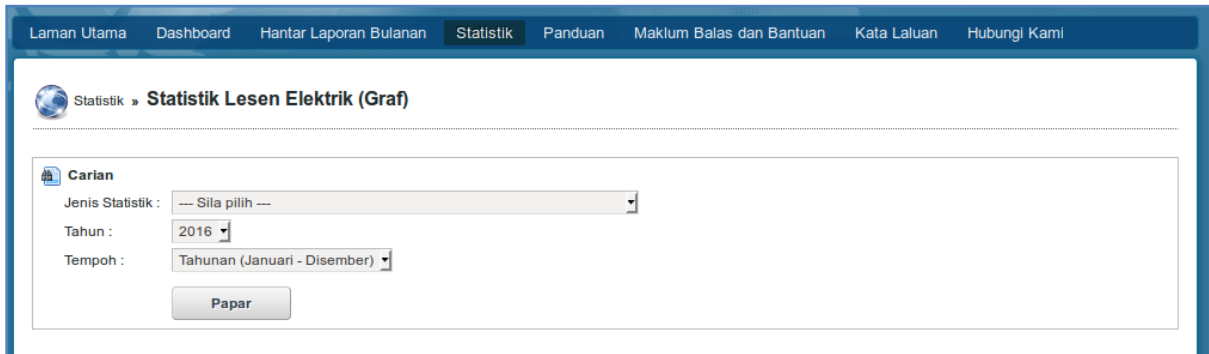 Laman Utama Dashboard Hantar Laporan Bulanan Statistik Panduan Maklum Balas dan Bantuan Kata Laluan Hubungi Kami
Statistik » Statistik Lesen Elektrik (Graf)
Carian
Jenis Statistik : --- Sila pilih ---
Tahun : 2016
Tempoh : Tahunan (Januari - Disember)
Papar